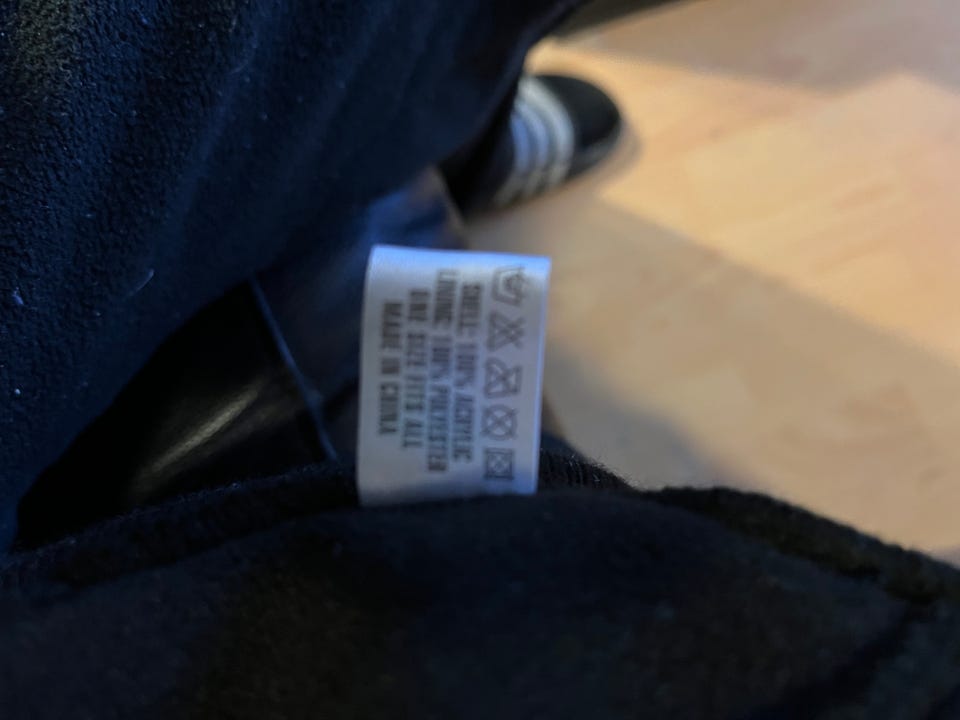 SHELL: 100% ACRYLIC
LINING: 100% POLYESTER
ONE SIZE FITS ALL
MADE IN CHINA